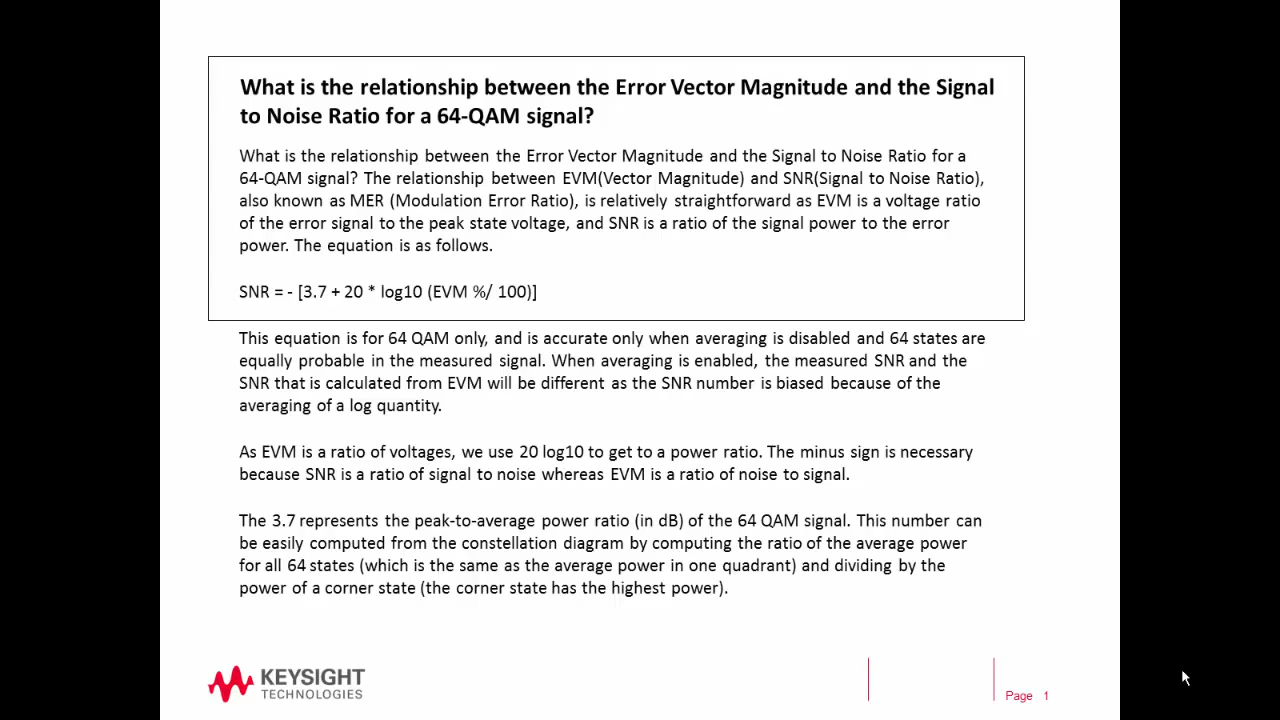 What is the relationship between the Error Vector Magnitude and the Signal
to Noise Ratio for a 64-QAM signal?
What is the relationship between the Error Vector Magnitude and the Signal to Noise Ratio for a
64-QAM signal? The relationship between EVM(Vector Magnitude) and SNR(Signal to Noise Ratio),
also known as MER (Modulation Error Ratio), is relatively straightforward as EVM is a voltage ratio
of the error signal to the peak state voltage, and SNR is a ratio of the signal power to the error
power. The equation is as follows.
SNR = - [3.7 + 20 * log10 (EVM %/ 100)]
This equation is for 64 QAM only, and is accurate only when averaging is disabled and 64 states are
equally probable in the measured signal. When averaging is enabled, the measured SNR and the
SNR that is calculated from EVM will be different as the SNR number is biased because of the
averaging of a log quantity.
As EVM is a ratio of voltages, we use 20 log10 to get to a power ratio. The minus sign is necessary
because SNR is a ratio of signal to noise whereas EVM is a ratio of noise to signal.
The 3.7 represents the peak-to-average power ratio (in dB) of the 64 QAM signal. This number can
be easily computed from the constellation diagram by computing the ratio of the average power
for all 64 states (which is the same as the average power in one quadrant) and dividing by the
power of a corner state (the corner state has the highest power).
KEYSIGHT
TECHNOLOGIES
Page 1